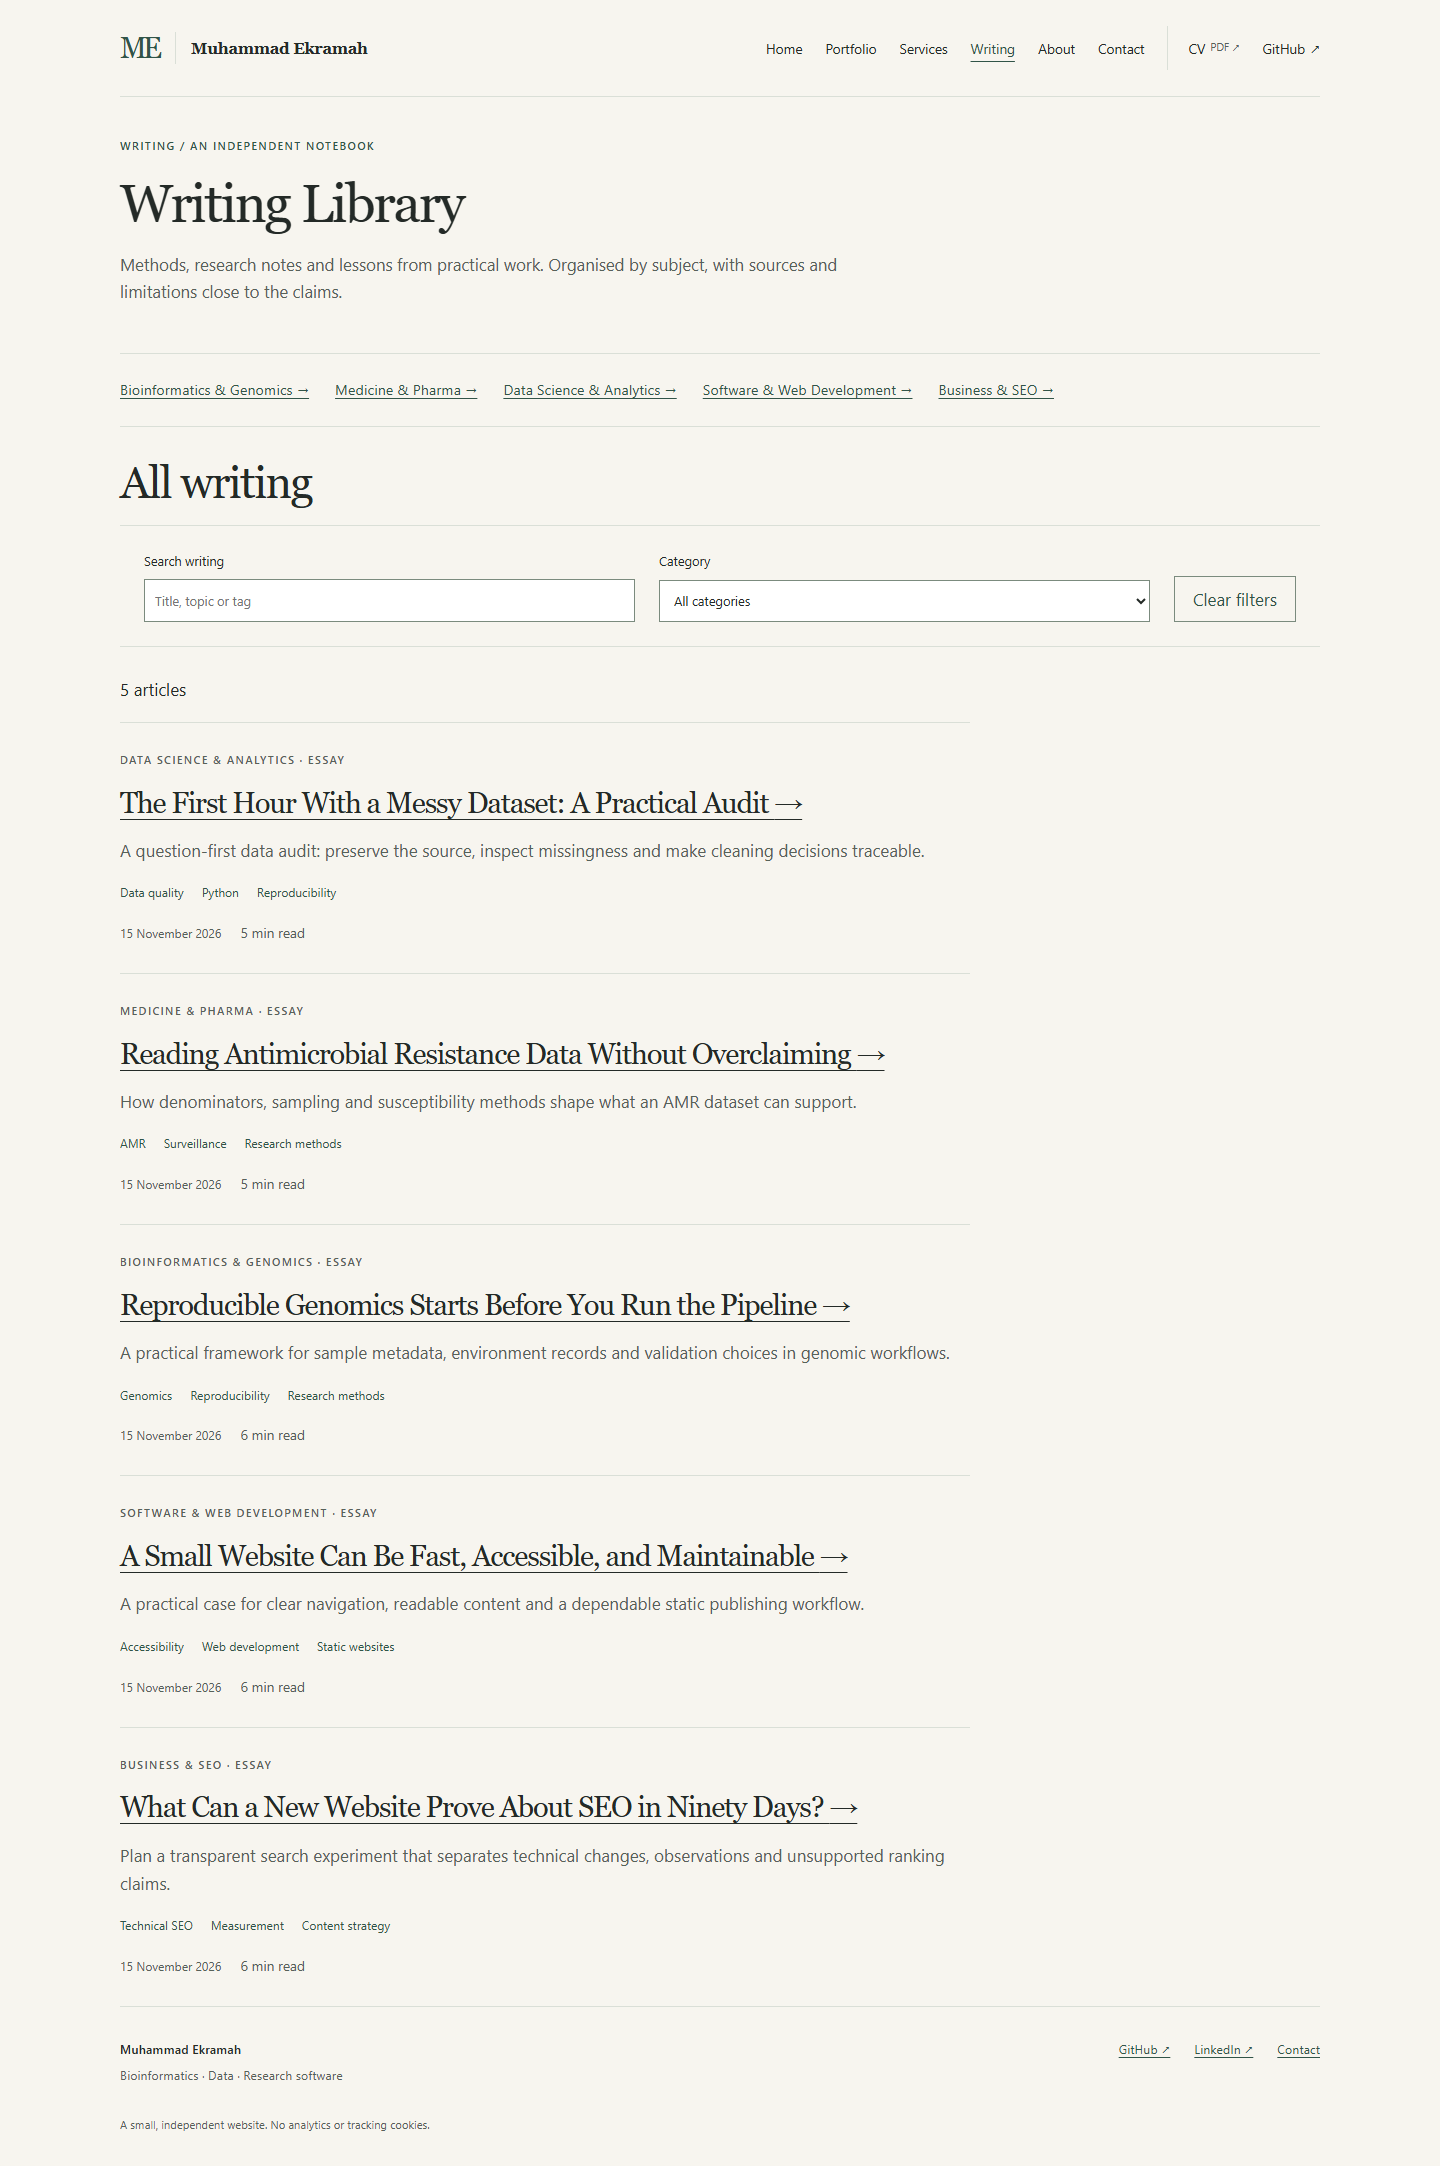 ME Muhammad Ekramah Home Portfolio Services Writing About Contact CV PDF ↗ GitHub ↗
WRITING / AN INDEPENDENT NOTEBOOK
Writing Library
Methods, research notes and lessons from practical work. Organised by subject, with sources and
limitations close to the claims.
Bioinformatics & Genomics → Medicine & Pharma → Data Science & Analytics → Software & Web Development → Business & SEO →
All writing
Search writing Category
Title, topic or tag All categories Clear filters
5 articles
DATA SCIENCE & ANALYTICS · ESSAY
The First Hour With a Messy Dataset: A Practical Audit →
A question-first data audit: preserve the source, inspect missingness and make cleaning decisions traceable.
Data quality Python Reproducibility
15 November 2026 5 min read
MEDICINE & PHARMA · ESSAY
Reading Antimicrobial Resistance Data Without Overclaiming →
How denominators, sampling and susceptibility methods shape what an AMR dataset can support.
AMR Surveillance Research methods
15 November 2026 5 min read
BIOINFORMATICS & GENOMICS · ESSAY
Reproducible Genomics Starts Before You Run the Pipeline →
A practical framework for sample metadata, environment records and validation choices in genomic workflows.
Genomics Reproducibility Research methods
15 November 2026 6 min read
SOFTWARE & WEB DEVELOPMENT · ESSAY
A Small Website Can Be Fast, Accessible, and Maintainable →
A practical case for clear navigation, readable content and a dependable static publishing workflow.
Accessibility Web development Static websites
15 November 2026 6 min read
BUSINESS & SEO · ESSAY
What Can a New Website Prove About SEO in Ninety Days? →
Plan a transparent search experiment that separates technical changes, observations and unsupported ranking
claims.
Technical SEO Measurement Content strategy
15 November 2026 6 min read
Muhammad Ekramah GitHub ↗ LinkedIn ↗ Contact
Bioinformatics · Data · Research software
A small, independent website. No analytics or tracking cookies.